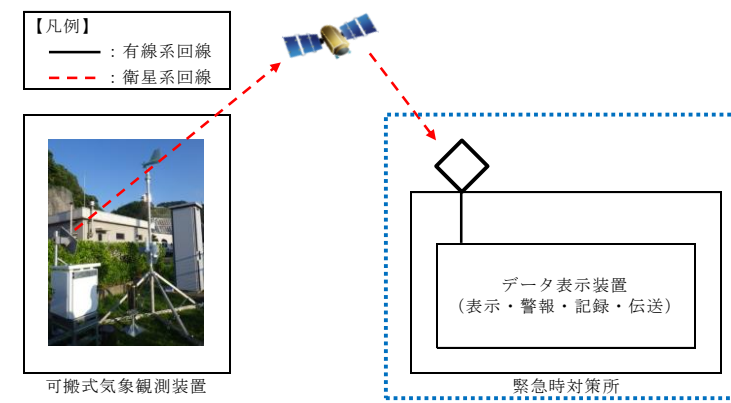 【凡例】
:有線系回線
:衛星系回線
データ表示装置
(表示・警報・記録・伝送)
可搬式気象観測装置
緊急時対策所